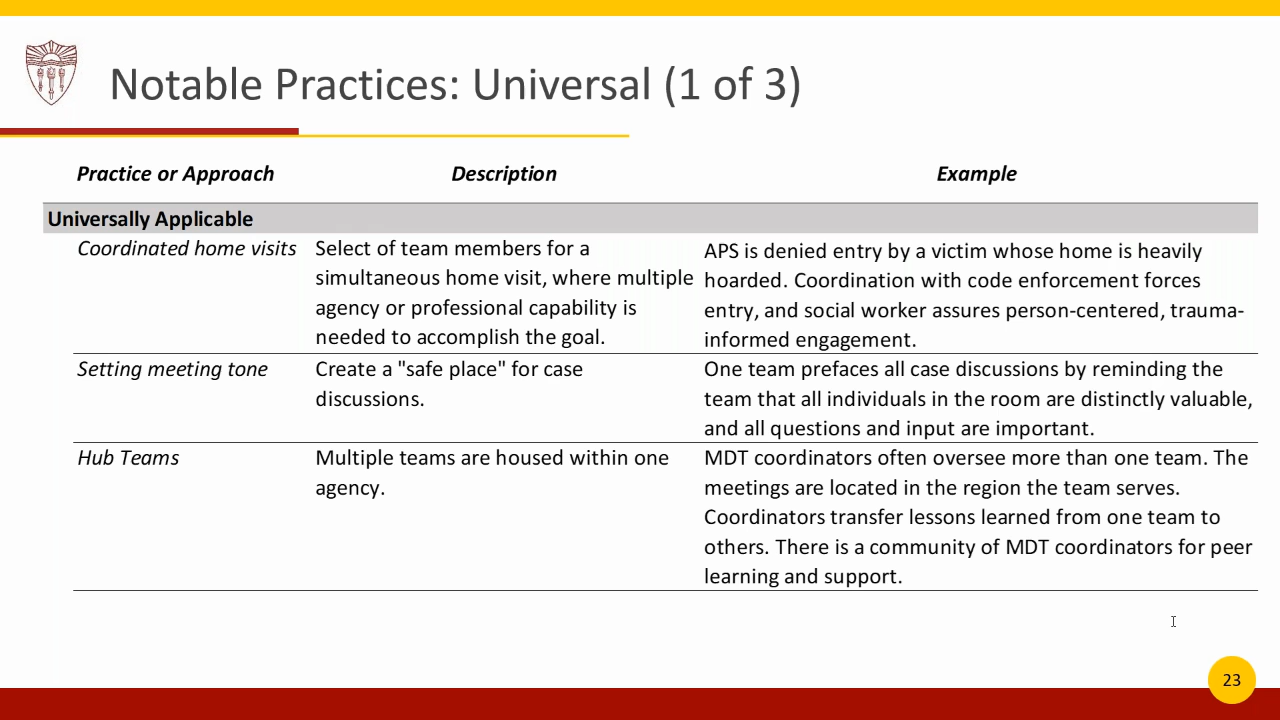 Notable Practices: Universal (1 of 3)
Practice or Approach Description Example
Universally Applicable
Coordinated home visits
Select of team members for a
simultaneous home visit, where multiple
agency or professional capability is
needed to accomplish the goal.
APS is denied entry by a victim whose home is heavily
hoarded. Coordination with code enforcement forces
entry, and social worker assures person-centered, trauma-
informed engagement.
Setting meeting tone
Create a "safe place" for case
discussions.
One team prefaces all case discussions by reminding the
team that all individuals in the room are distinctly valuable,
and all questions and input are important.
Hub Teams
Multiple teams are housed within one
agency.
MDT coordinators often oversee more than one team. The
meetings are located in the region the team serves.
Coordinators transfer lessons learned from one team to
others. There is a community of MDT coordinators for peer
learning and support.
23